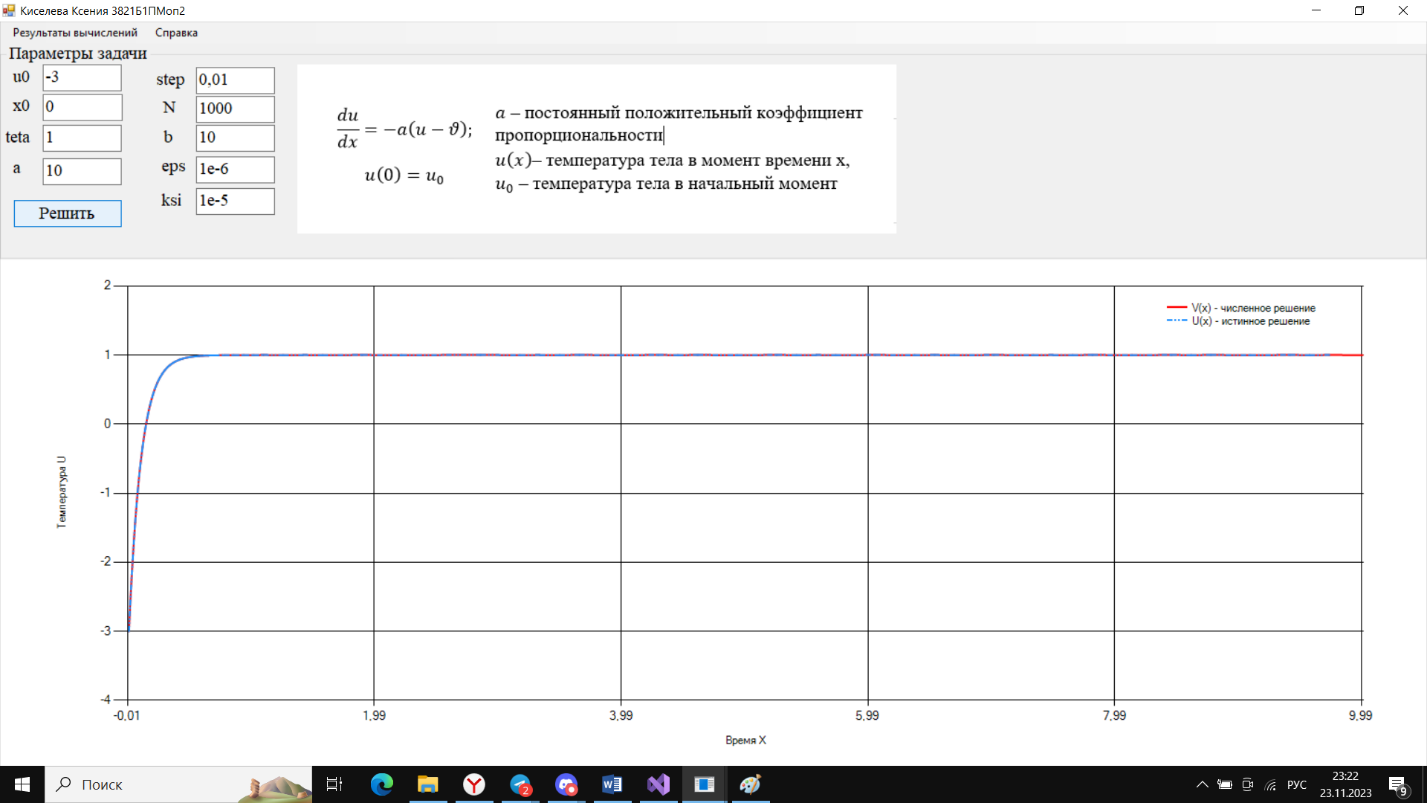 Киселева Ксения 3821Б1ПМоп2
Результаты вычислений Справка
Параметры задачи
u0 -3
x0 0
teta 1
a 10
Решить
step 0,01
N 1000
b 10
eps 1e-6
ksi 1e-5
du/dx = −a(u − ϑ);
u(0) = u₀
a – постоянный положительный коэффициент
пропорциональности
u(x)– температура тела в момент времени x,
u₀ – температура тела в начальный момент
V(x) - численное решение
U(x) - истинное решение
2
1
0
-1
-2
-3
-4
Температура U
-0,01 1,99 3,99 5,99 7,99 9,99
Время X
Поиск
2
РУС
23:22
23.11.2023
9